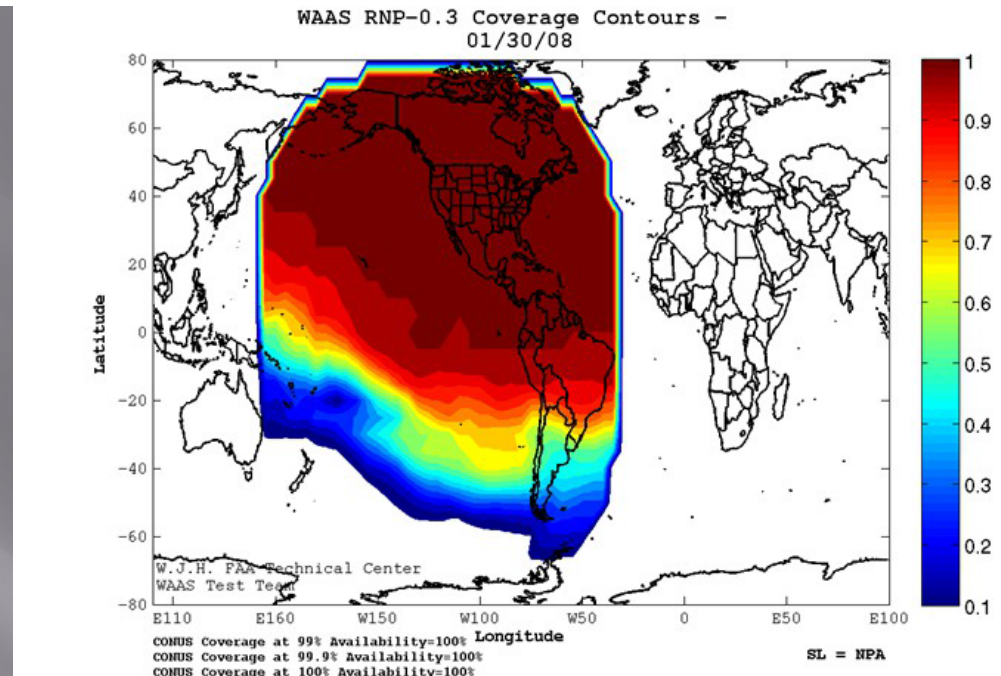 WAAS RNP-0.3 Coverage Contours -
01/30/08
80
60
40
20
0
-20
-40
-60
-80
Latitude
E110
E160
W150
W100
W50
0
E50
E100
Longitude
1
0.9
0.8
0.7
0.6
0.5
0.4
0.3
0.2
0.1
W.J.H. FAA Technical Center
WAAS Test Team
CONUS Coverage at 99% Availability=100%
CONUS Coverage at 99.9% Availability=100%
CONUS Coverage at 100% Availability=100%
SL = NPA